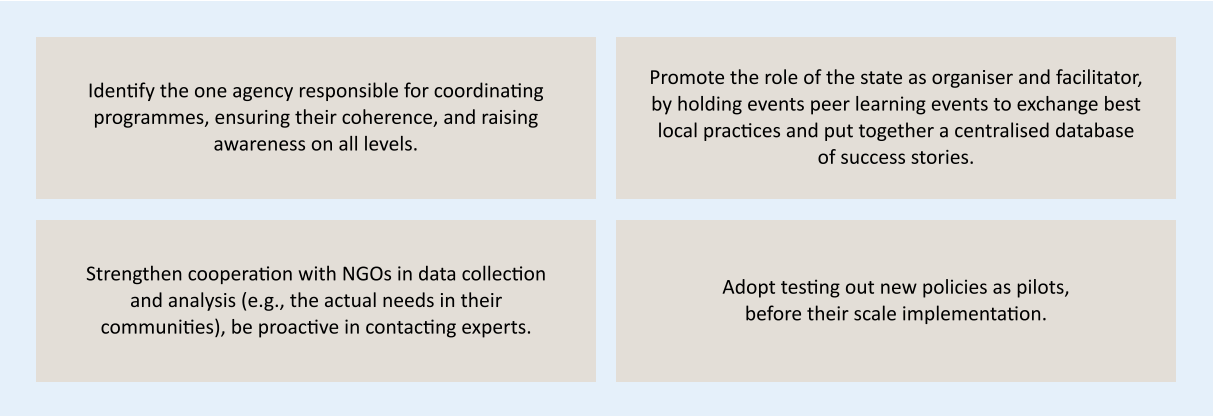 Identify the one agency responsible for coordinating
programmes, ensuring their coherence, and raising
awareness on all levels.
Promote the role of the state as organiser and facilitator,
by holding events peer learning events to exchange best
local practices and put together a centralised database
of success stories.
Strengthen cooperation with NGOs in data collection
and analysis (e.g., the actual needs in their
communities), be proactive in contacting experts.
Adopt testing out new policies as pilots,
before their scale implementation.